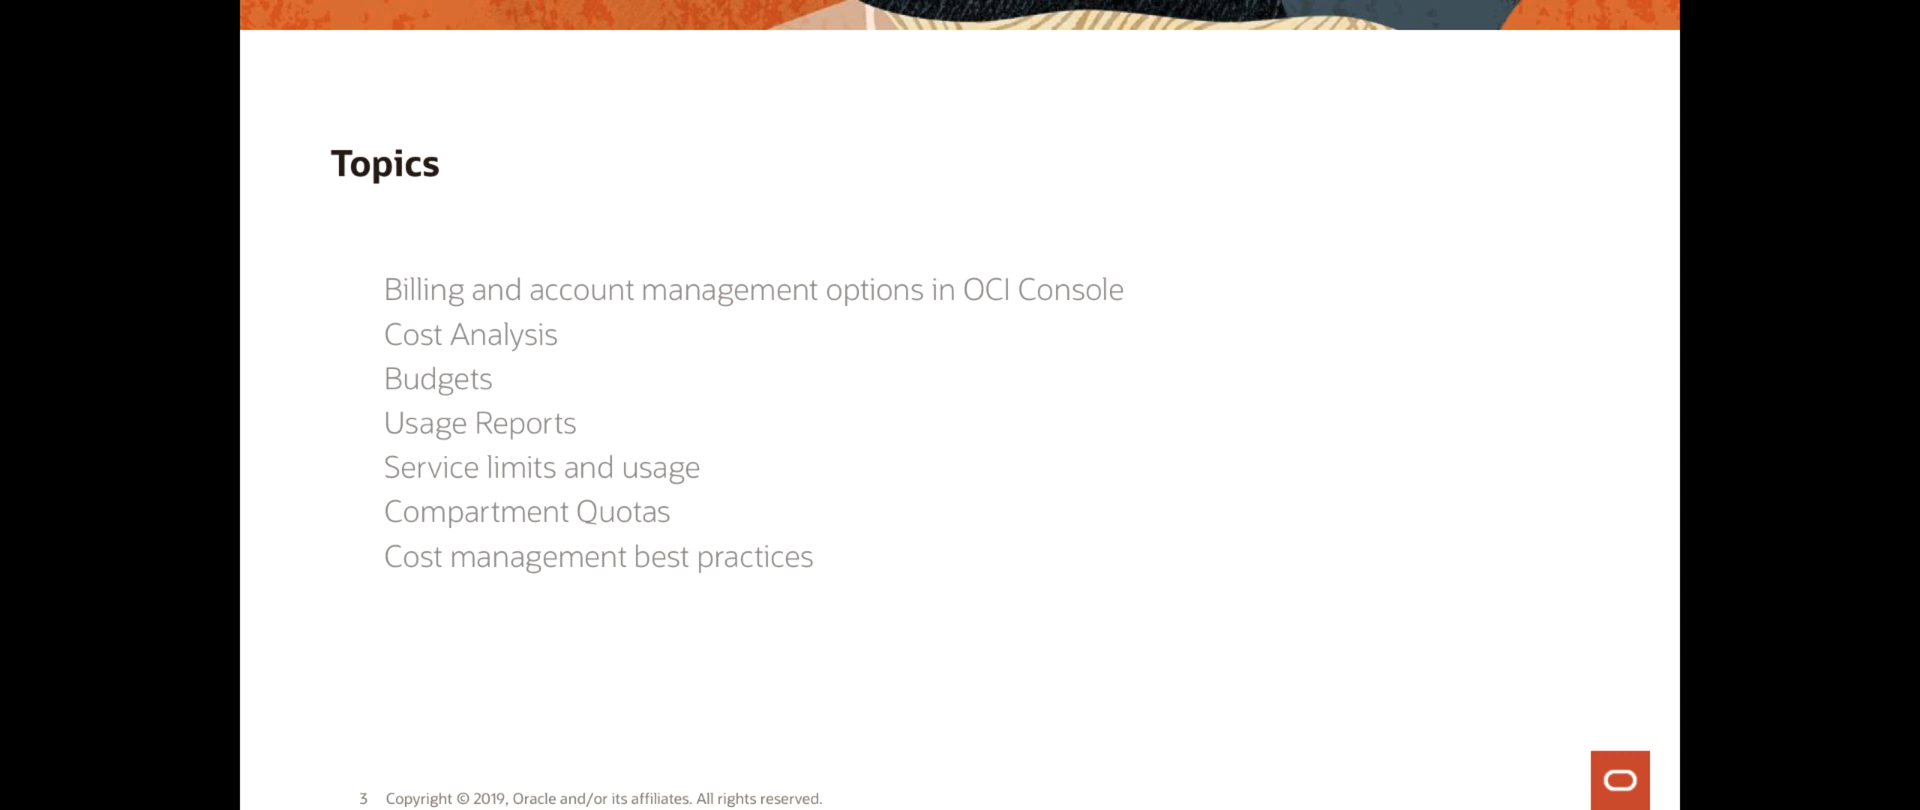 Topics
Billing and account management options in OCI Console
Cost Analysis
Budgets
Usage Reports
Service limits and usage
Compartment Quotas
Cost management best practices
3 Copyright © 2019, Oracle and/or its affiliates. All rights reserved.